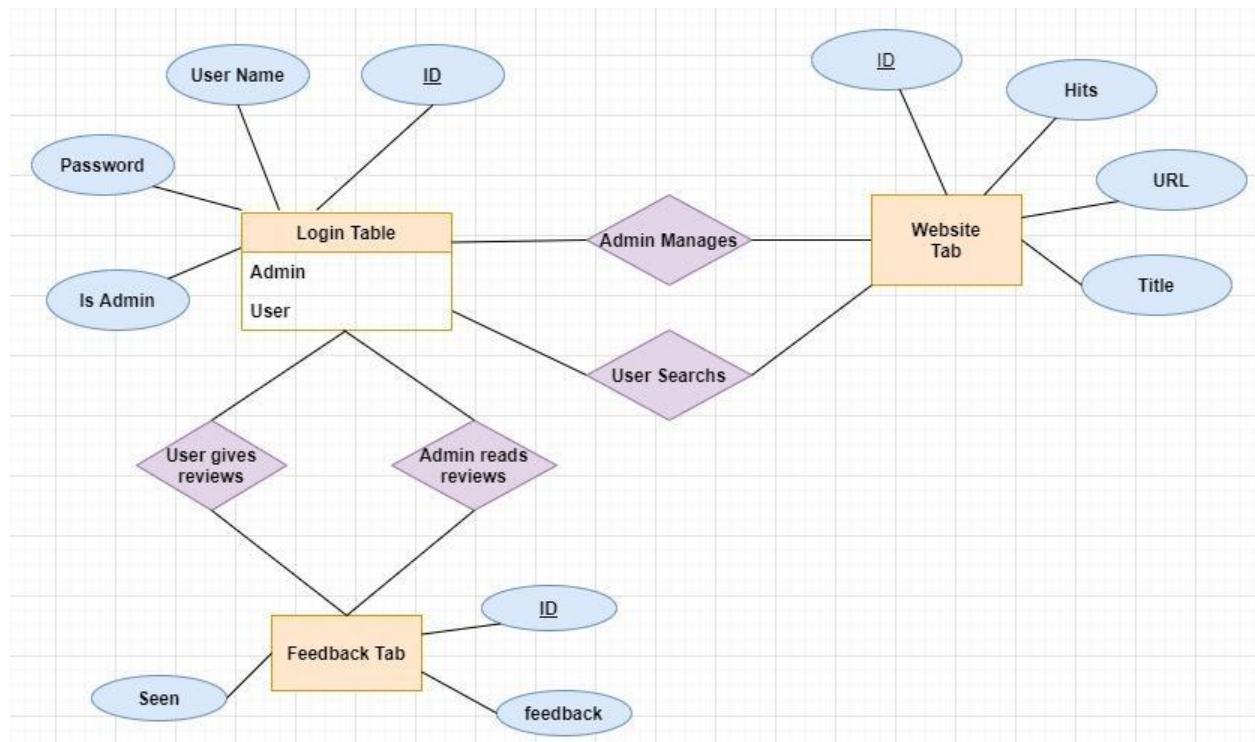 User Name
ID
ID
Hits
Password
URL
Login Table
Admin Manages
Website
Tab
Admin
Is Admin
User
Title
User Searchs
User gives
reviews
Admin reads
reviews
ID
Feedback Tab
Seen
feedback